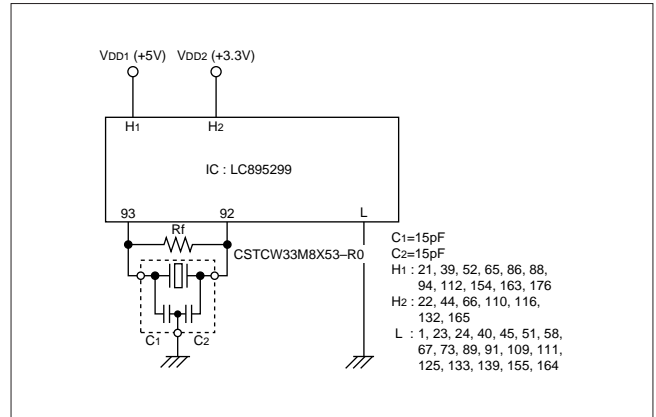 VDD1 (+5V) VDD2 (+3.3V)
H1 H2
IC : LC895299
93 92 L
Rf
CSTCW33M8X53–R0
C1 C2
C1=15pF
C2=15pF
H1 : 21, 39, 52, 65, 86, 88,
94, 112, 154, 163, 176
H2 : 22, 44, 66, 110, 116,
132, 165
L : 1, 23, 24, 40, 45, 51, 58,
67, 73, 89, 91, 109, 111,
125, 133, 139, 155, 164